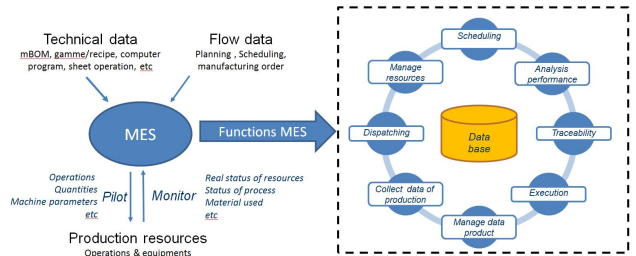 Technical data
mBOM, gamme/recipe, computer
program, sheet operation, etc
Flow data
Planning , Scheduling,
manufacturing order
MES
Functions MES
Operations
Quantities
Machine parameters
etc
Pilot
Monitor
Real status of resources
Status of process
Material used
etc
Production resources
Operations & equipments
Scheduling
Analysis
performance
Traceability
Execution
Manage data
product
Collect data of
production
Dispatching
Manage
resources
Data
base